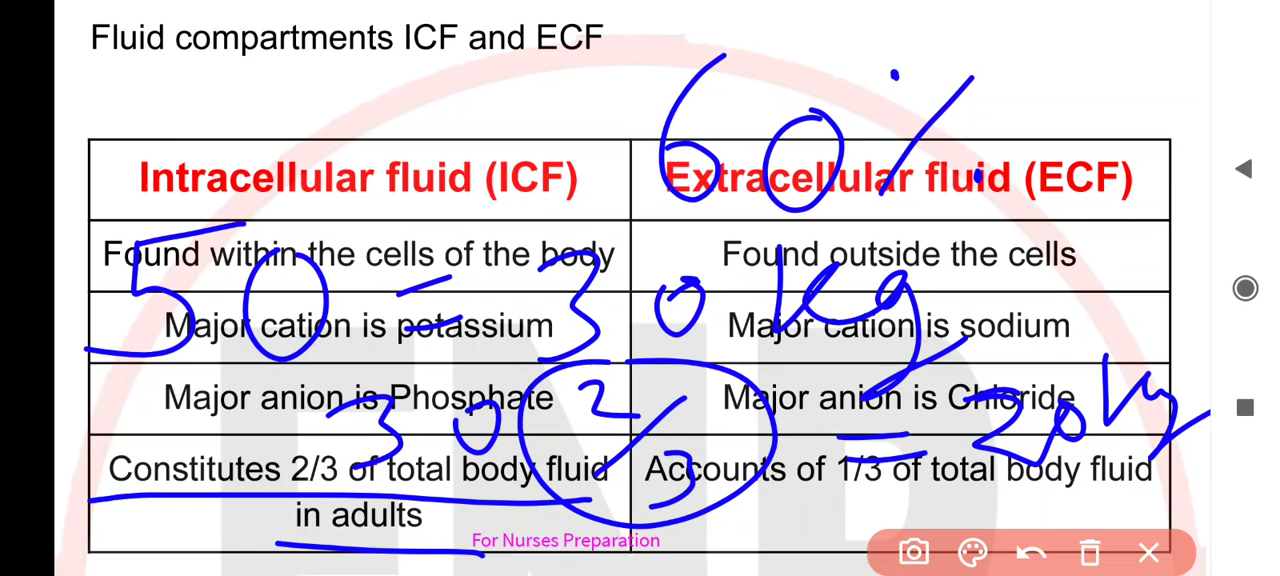 Fluid compartments ICF and ECF
60%
Intracellular fluid (ICF) Extracellular fluid (ECF)
Found within the cells of the body Found outside the cells
50 = 30 kg
Major cation is potassium Major cation is sodium
Major anion is Phosphate Major anion is Chloride
30 2/3 = 20 kg
Constitutes 2/3 of total body fluid in adults Accounts of 1/3 of total body fluid
For Nurses Preparation